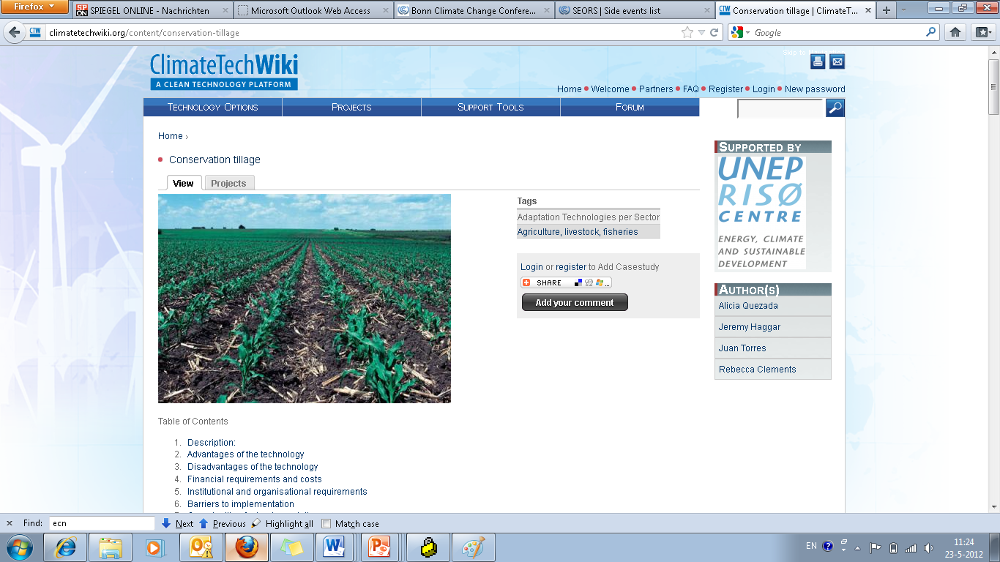 Firefox
SPIEGEL ONLINE - Nachrichten
Microsoft Outlook Web Access
Bonn Climate Change Confere...
SEORS | Side events list
Conservation tillage | ClimateT...
climatetechwiki.org/content/conservation-tillage
Google
ClimateTechWiki
A CLEAN TECHNOLOGY PLATFORM
Skip to
Home • Welcome • Partners • FAQ • Register • Login • New password
TECHNOLOGY OPTIONS
PROJECTS
SUPPORT TOOLS
FORUM
Home ›
Conservation tillage
View
Projects
Tags
Adaptation Technologies per Sector
Agriculture, livestock, fisheries
Login or register to Add Casestudy
SHARE
Add your comment
SUPPORTED BY
UNEP
RISØ
CENTRE
ENERGY, CLIMATE
AND SUSTAINABLE
DEVELOPMENT
AUTHOR(S)
Alicia Quezada
Jeremy Haggar
Juan Torres
Rebecca Clements
Table of Contents
1. Description:
2. Advantages of the technology
3. Disadvantages of the technology
4. Financial requirements and costs
5. Institutional and organisational requirements
6. Barriers to implementation
Find: ecn Next Previous Highlight all Match case
EN
11:24
23-5-2012